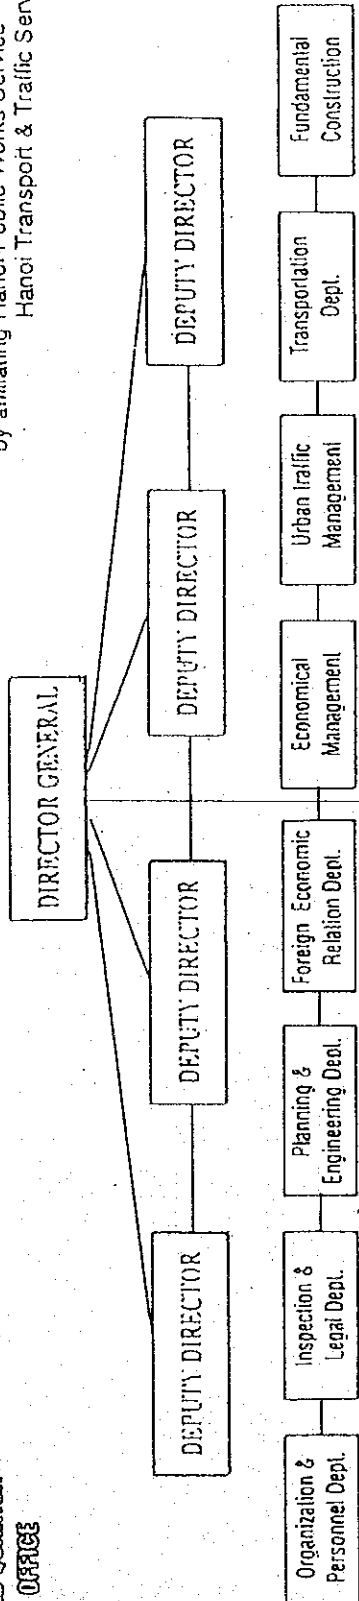 OFFICE
by affiliating Hanoi Public Works Service
Hanoi Transport & Traffic Serv
DIRECTOR GENERAL
DEPUTY DIRECTOR
DEPUTY DIRECTOR
DEPUTY DIRECTOR
DEPUTY DIRECTOR
Organization &
Personnel Dept.
Inspection &
Legal Dept.
Planning &
Engineering Dept.
Foreign Economic
Relation Dept.
Economical
Management
Urban traffic
Management
Transportation
Dept.
Fundamental
Construction